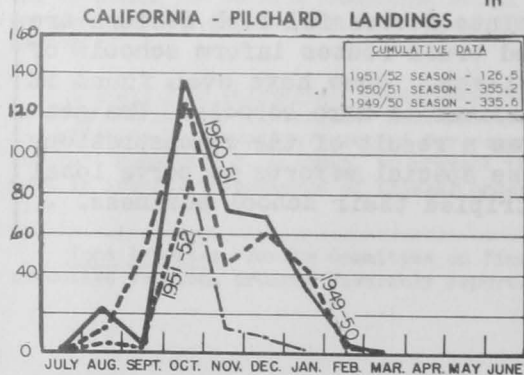 m
CALIFORNIA - PILCHARD LANDINGS
CUMULATIVE DATA
1951/52 SEASON - 126.5
1950/51 " - 355.2
1949/50 SEASON - 335.6
160
140
120
100
80
60
40
20
0
1950-51
1951-52
1949-50
JULY AUG. SEPT. OCT. NOV. DEC. JAN. FEB. MAR. APR. MAY JUNE